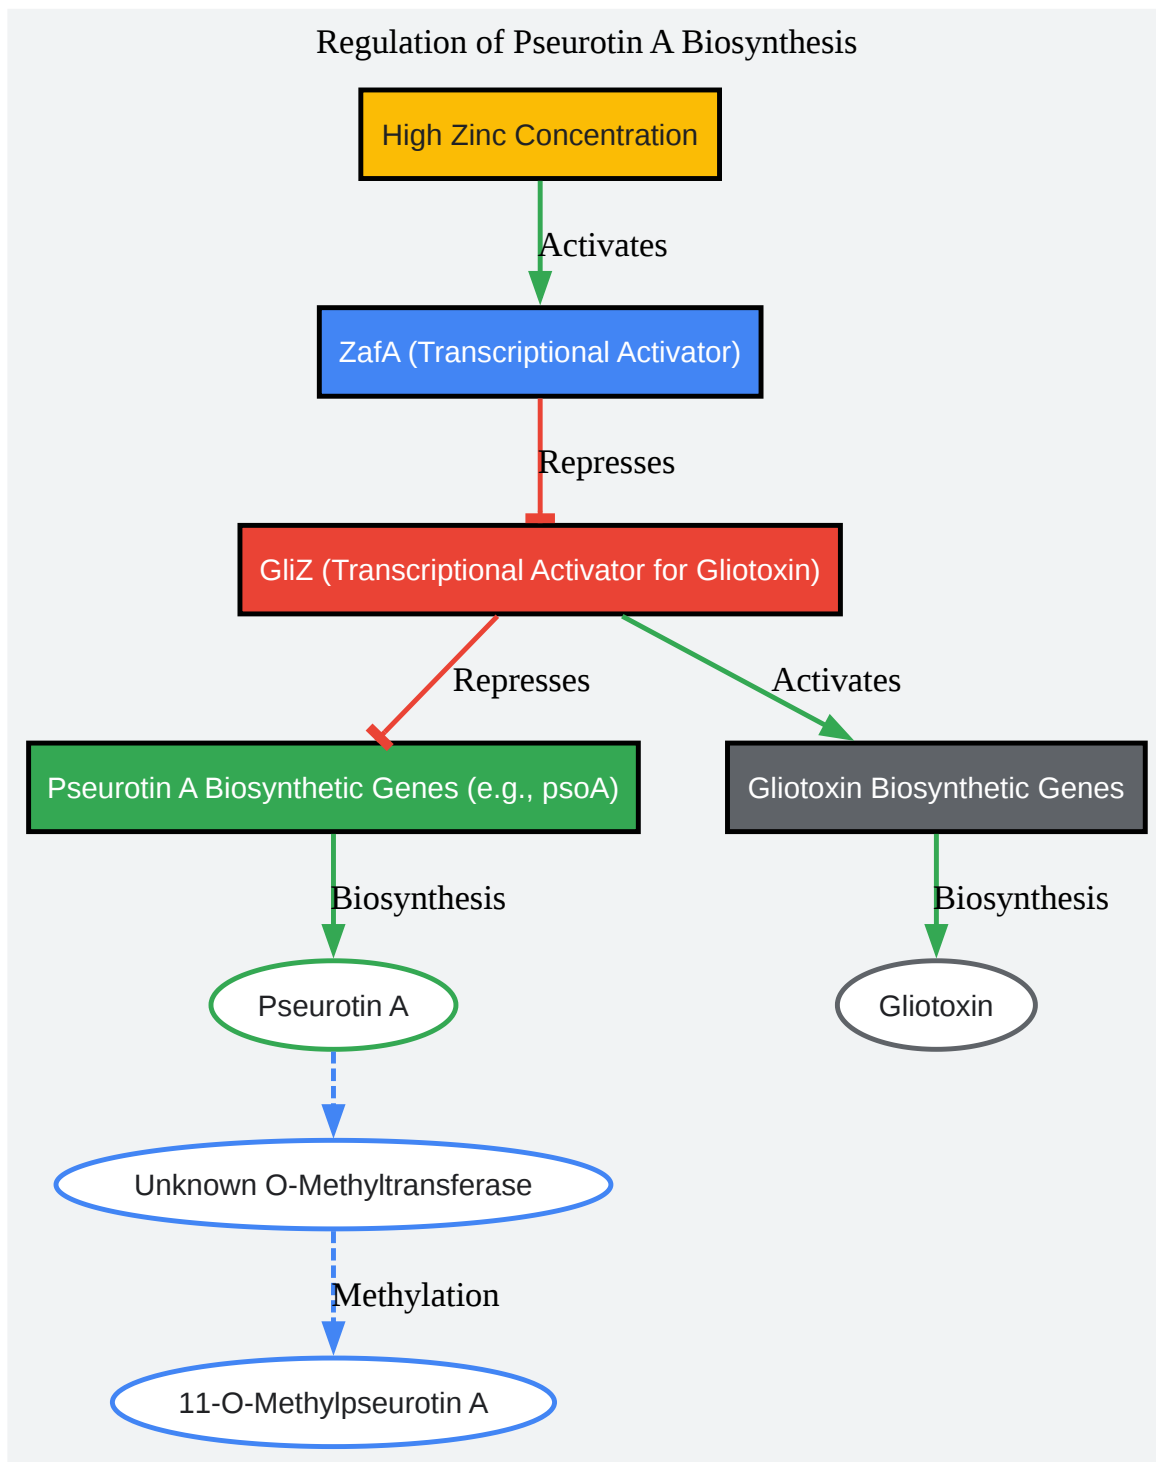 Regulation of Pseurotin A Biosynthesis
High Zinc Concentration
Activates
ZafA (Transcriptional Activator)
Represses
GliZ (Transcriptional Activator for Gliotoxin)
Represses
Activates
Pseurotin A Biosynthetic Genes (e.g., psoA)
Gliotoxin Biosynthetic Genes
Biosynthesis
Biosynthesis
Pseurotin A
Gliotoxin
Unknown O-Methyltransferase
Methylation
11-O-Methylpseurotin A